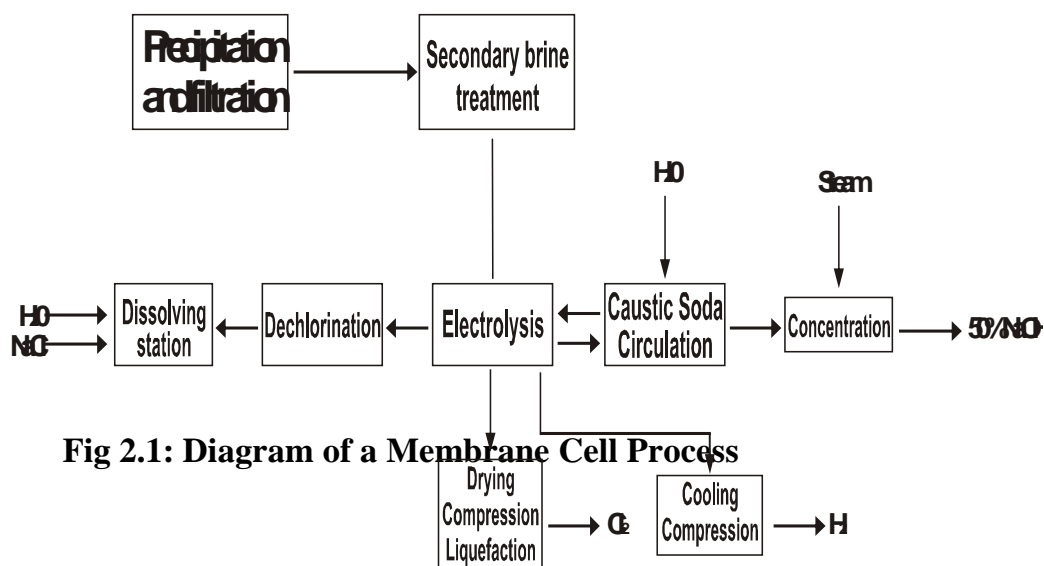 Precipitation
and filtration
Secondary brine
treatment
H2O
Steam
H2O
NaCl
Dissolving
station
Dechlorination
Electrolysis
Caustic Soda
Circulation
Concentration
50% NaOH
Fig 2.1: Diagram of a Membrane Cell Process
Drying
Compression
Liquefaction
Cl2
Cooling
Compression
H2